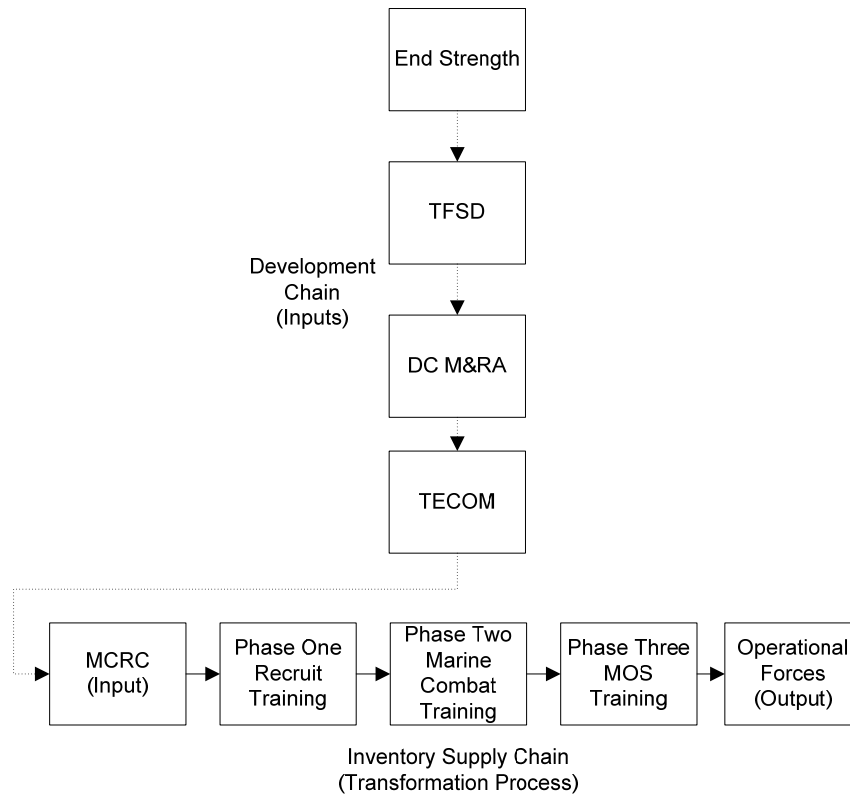 End Strength
TFSD
Development
Chain
(Inputs)
DC M&RA
TECOM
MCRC
(Input)
Phase One
Recruit
Training
Phase Two
Marine
Combat
Training
Phase Three
MOS
Training
Operational
Forces
(Output)
Inventory Supply Chain
(Transformation Process)